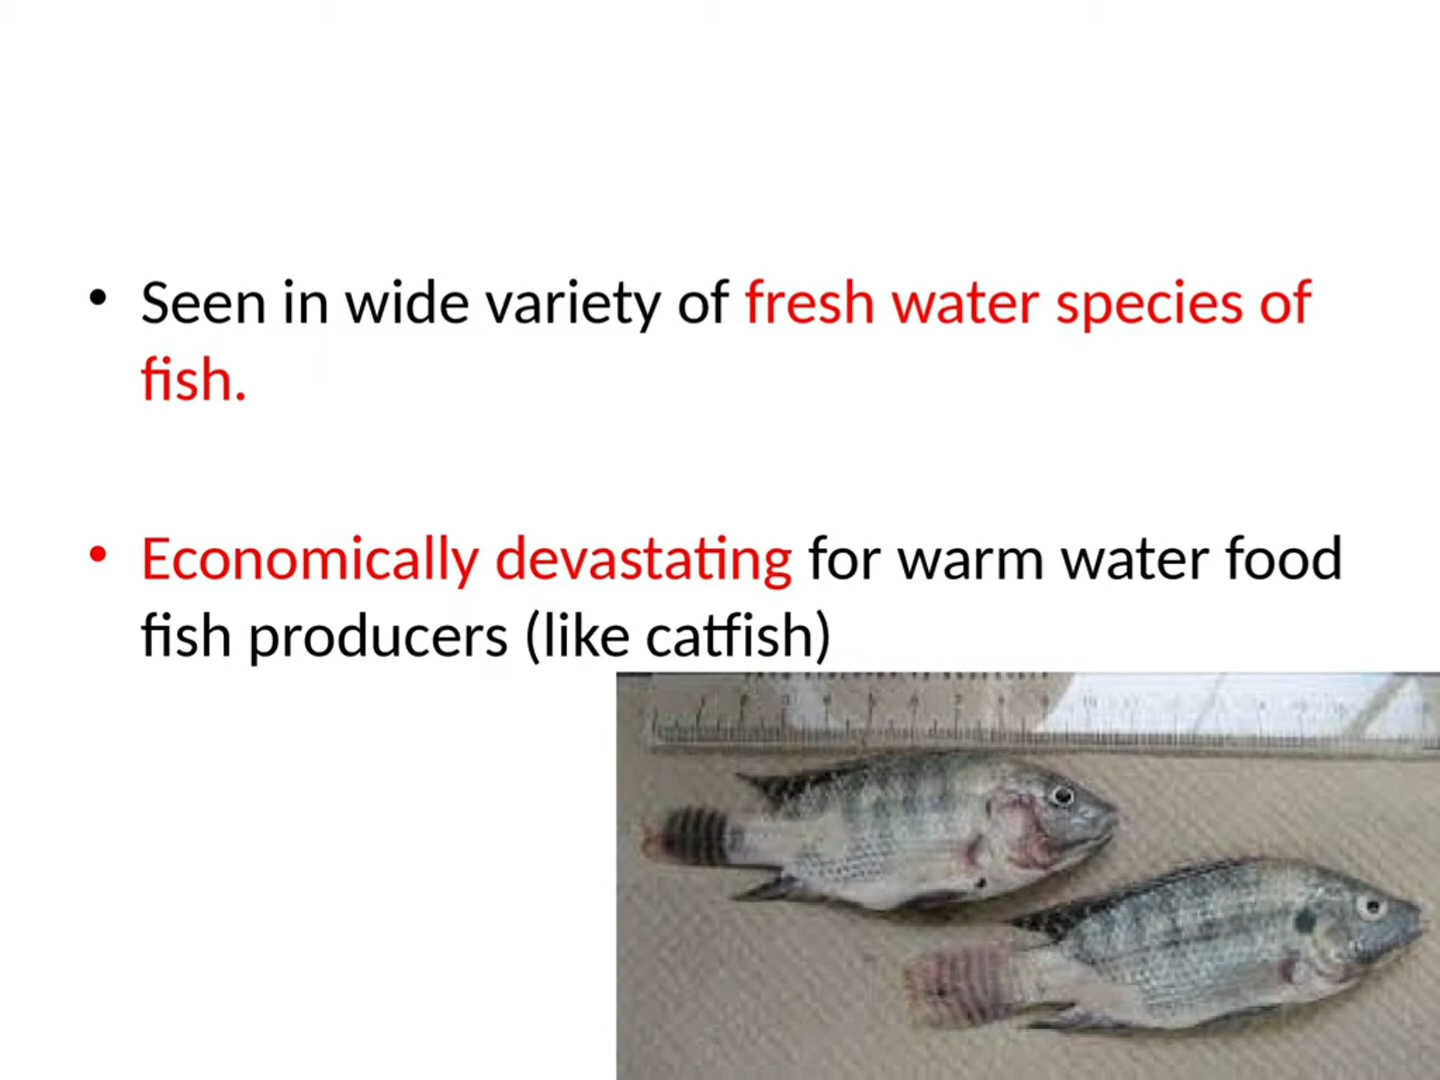 • Seen in wide variety of fresh water species of
fish.
• Economically devastating for warm water food
fish producers (like catfish)